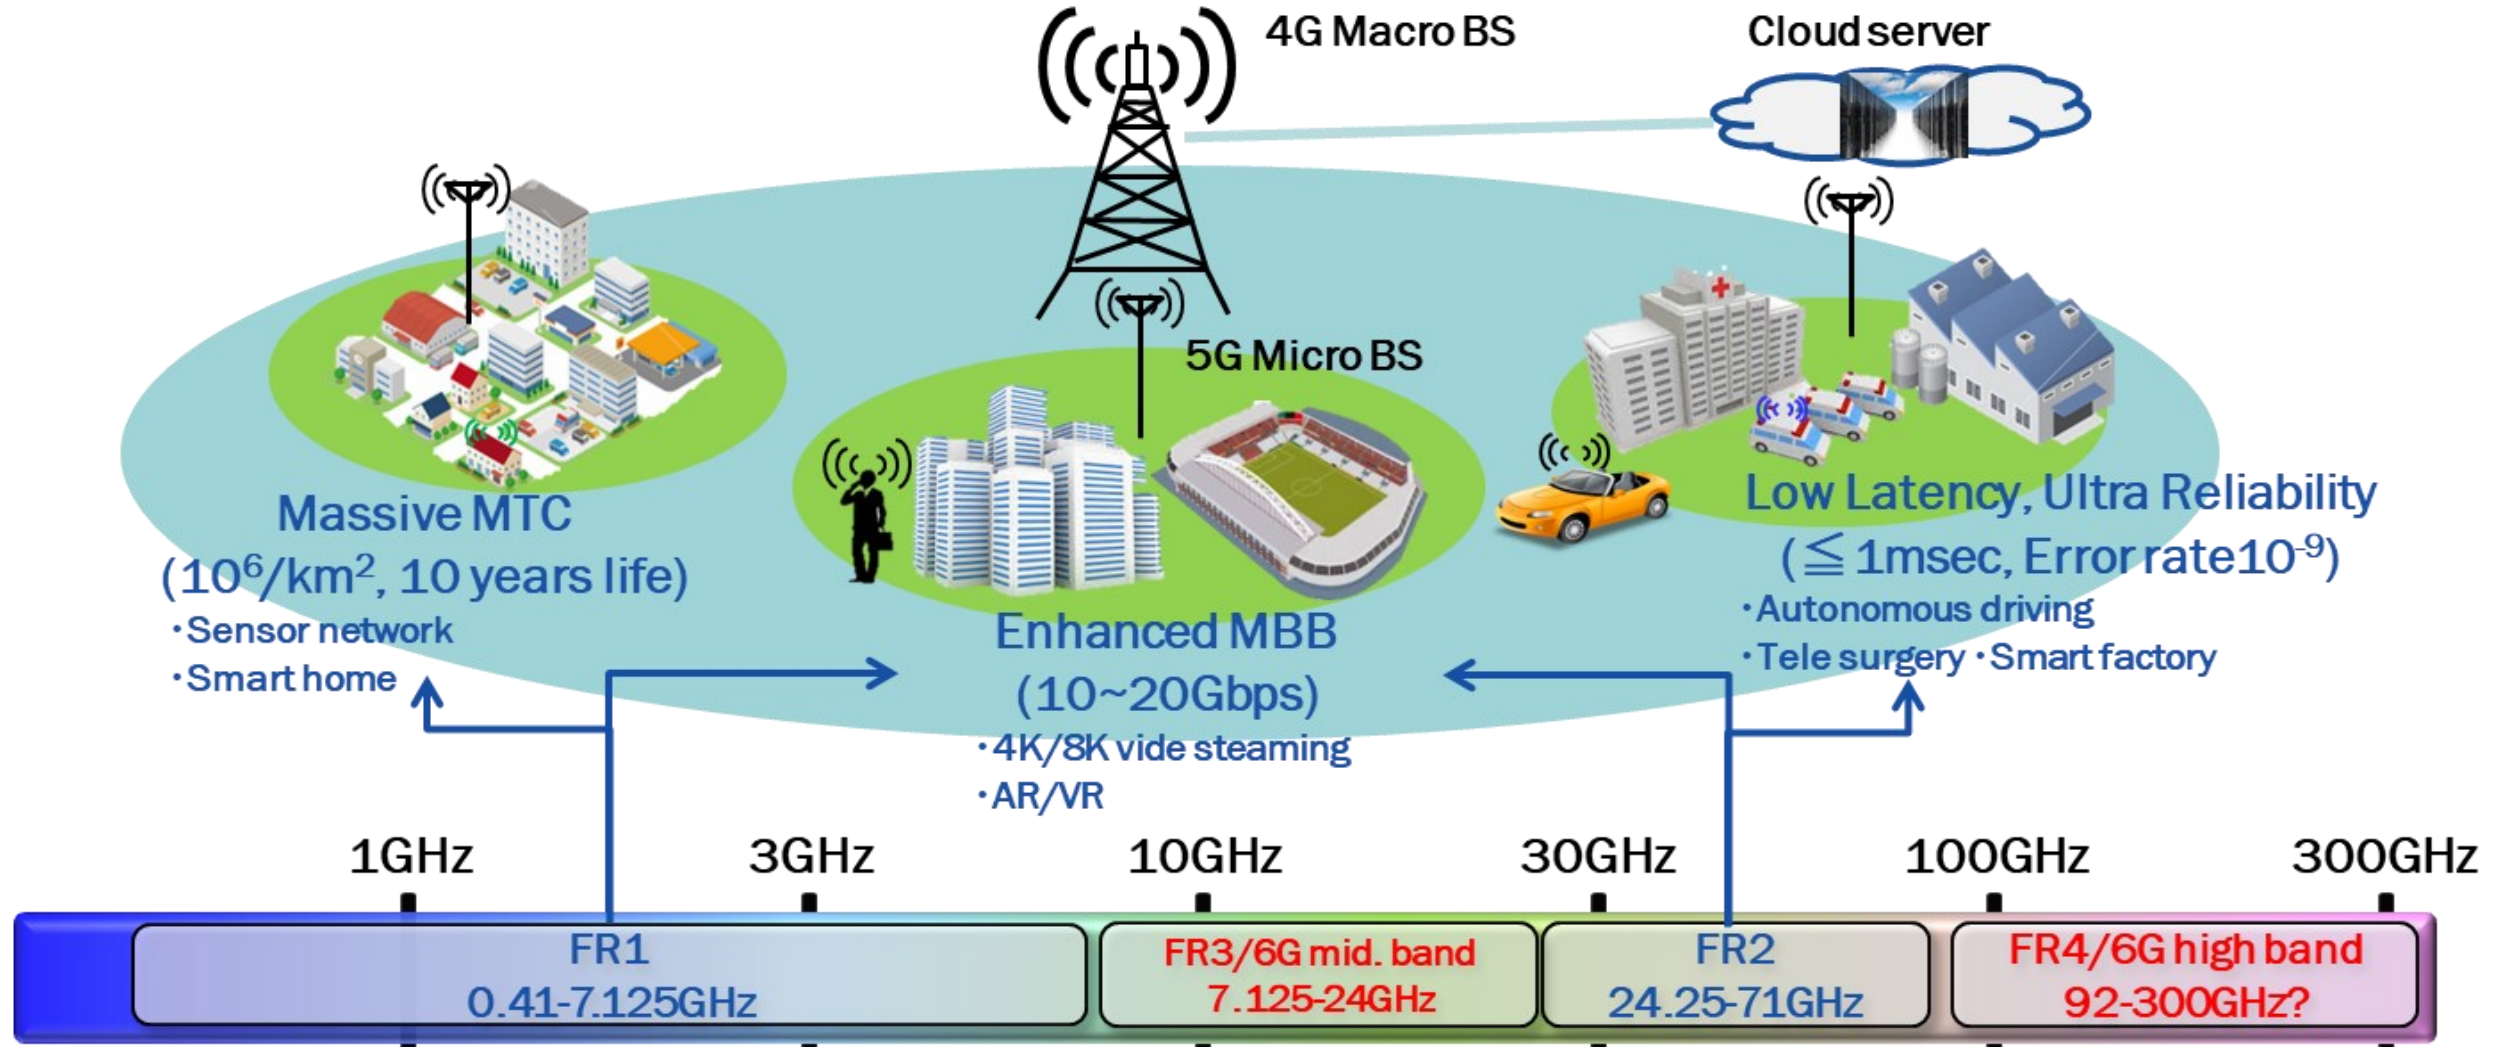 4G Macro BS
Cloud server
5G Micro BS
Massive MTC
(10⁶/km², 10 years life)
・Sensor network
・Smart home
Enhanced MBB
(10~20Gbps)
・4K/8K vide steaming
・AR/VR
Low Latency, Ultra Reliability
(≦1msec, Error rate10⁻⁹)
・Autonomous driving
・Tele surgery ・Smart factory
1GHz 3GHz 10GHz 30GHz 100GHz 300GHz
FR1
0.41-7.125GHz
FR3/6G mid. band
7.125-24GHz
FR2
24.25-71GHz
FR4/6G high band
92-300GHz?